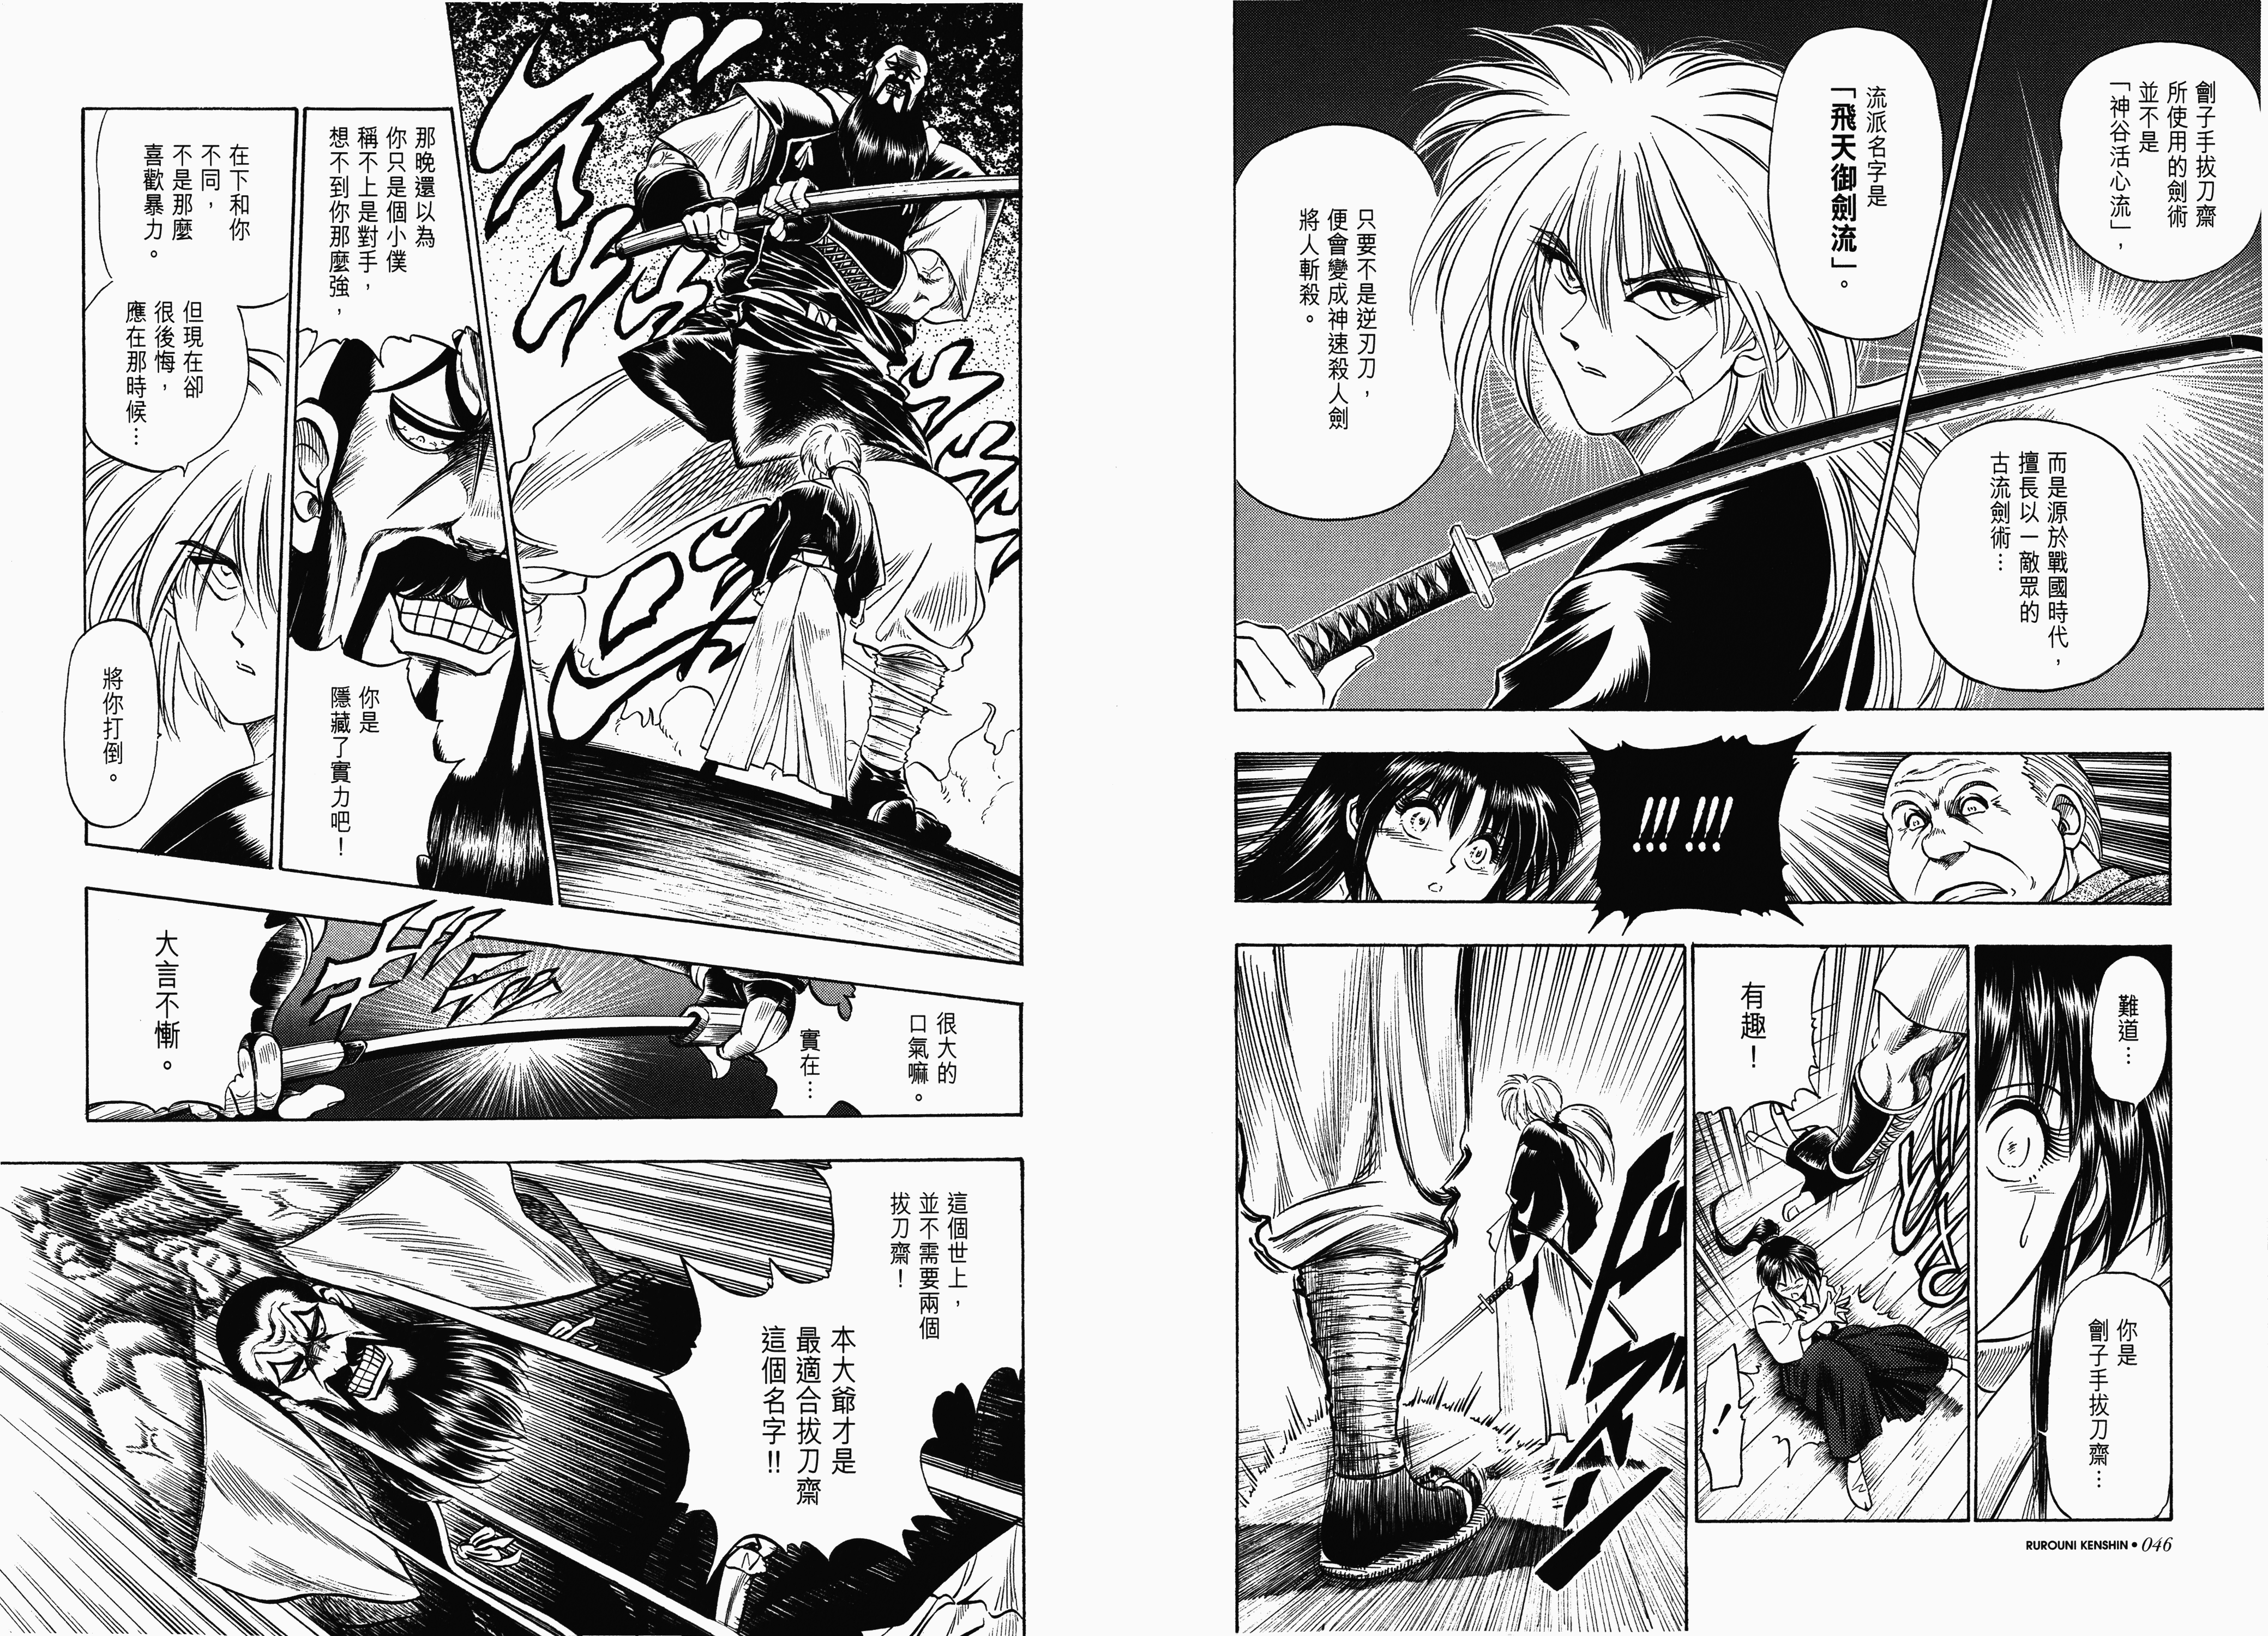 劊子手拔刀齋
所使用的劍術
並不是
「神谷活心流」，
而是源於戰國時代，
擅長以一敵眾的
古流劍術…
流派名字是
「飛天御劍流」。
只要不是逆刃刀，
便會變成神速殺人劍
將人斬殺。
!!! !!!
難道…
你是
劊子手拔刀齋…
有趣！
！
ドズン
RUROUNI KENSHIN • 046
那晚還以為
你只是個小僕
稱不上是對手，
想不到你那麼強，
你是
隱藏了實力吧！
在下和你
不同，
不是那麼
喜歡暴力。
但現在卻
很後悔，
應在那時候…
將你打倒。
很大的
口氣嘛。
實在…
大言不慚。
這個世上，
並不需要兩個
拔刀齋！
本大爺才是
最適合拔刀齋
這個名字!!